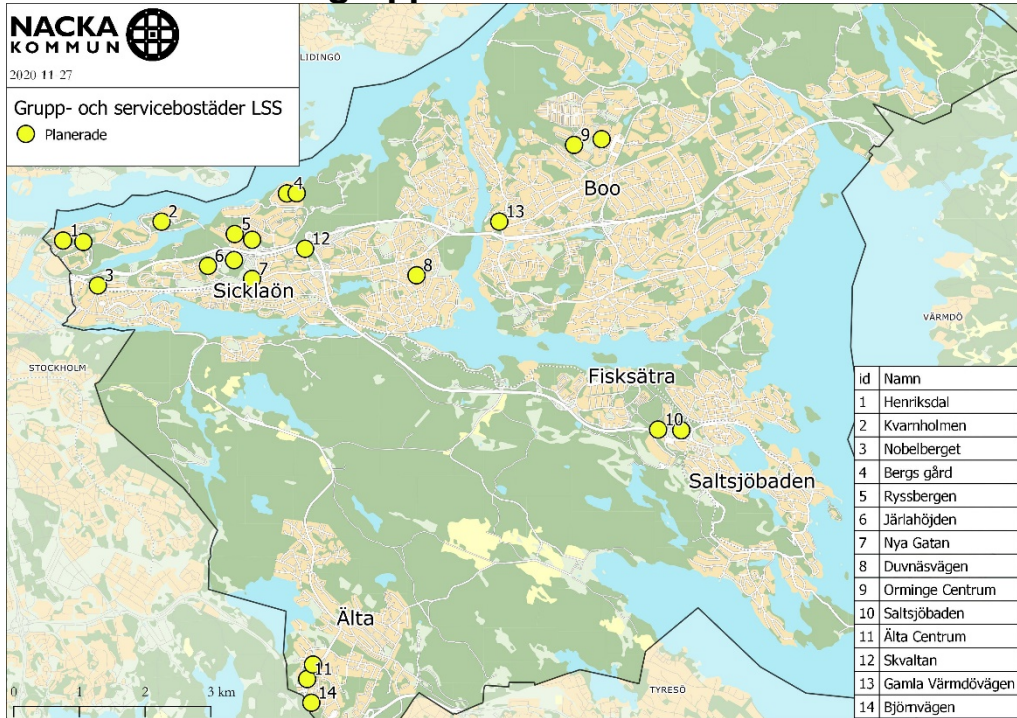 NACKA
KOMMUN
2020-11-27
Grupp- och servicebostäder LSS
Planerade
LIDINGÖ
9
Boo
4
2
13
5
1
12
6
7
8
3
Sicklaön
VÄRMDÖ
STOCKHOLM
Fisksätra
10
Saltsjöbaden
Älta
11
14
TYRESÖ
0 1 2 3 km
id Namn
1 Henriksdal
2 Kvarnholmen
3 Nobelberget
4 Bergs gård
5 Ryssbergen
6 Järlahöjden
7 Nya Gatan
8 Duvnäsvägen
9 Orminge Centrum
10 Saltsjöbaden
11 Älta Centrum
12 Skvaltan
13 Gamla Värmdövägen
14 Björnvägen